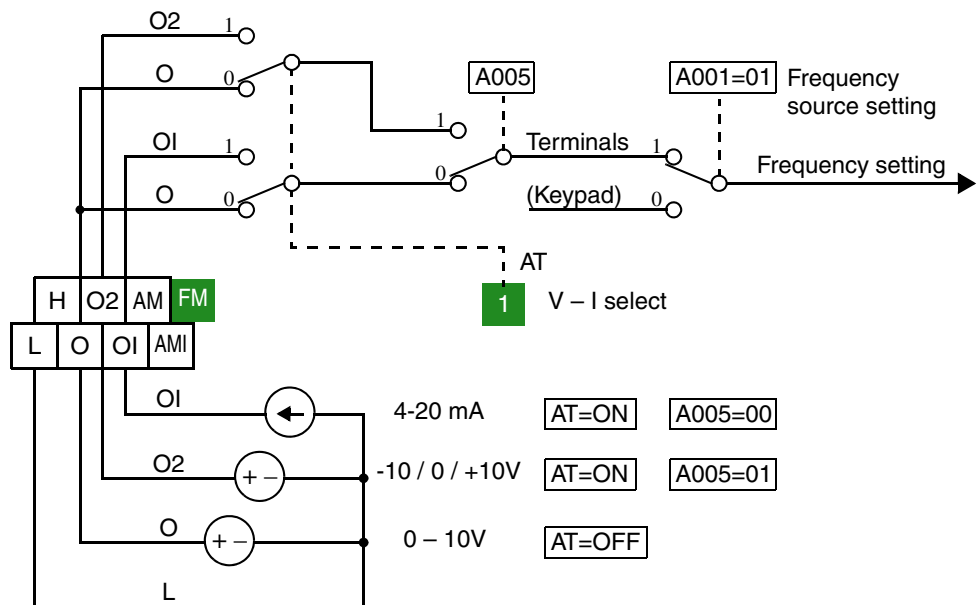 O2 1
O 0 A005 A001=01 Frequency
source setting
1
OI 1 Terminals 1
Frequency setting
O 0 0 (Keypad) 0
AT
1 V – I select
H O2 AM FM
L O OI AMI
OI 4-20 mA AT=ON A005=00
O2 + – -10 / 0 / +10V AT=ON A005=01
O + – 0 – 10V AT=OFF
L